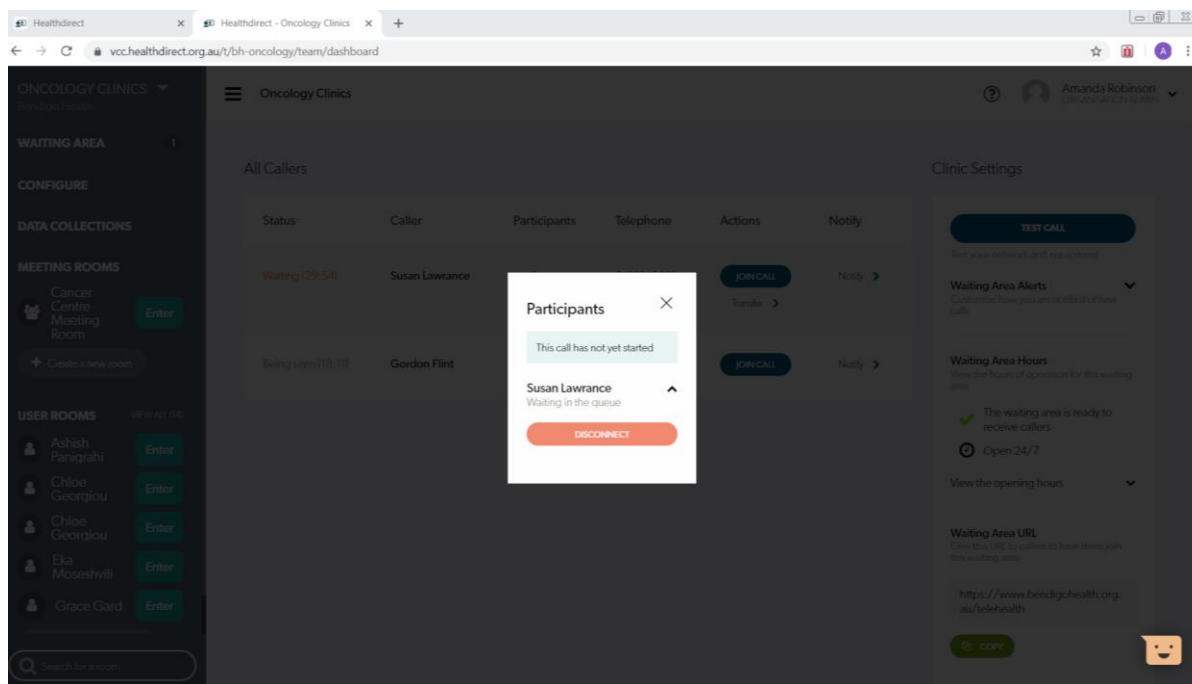 Healthdirect
Healthdirect - Oncology Clinics
vcc.healthdirect.org.au/t/bh-oncology/team/dashboard
A
ONCOLOGY CLINICS
Bendigo Health
Oncology Clinics
Amanda Robinson
ORGANISATION ADMIN
WAITING AREA 1
CONFIGURE
DATA COLLECTIONS
MEETING ROOMS
Cancer
Centre
Meeting
Room
Enter
+ Create a new room
USER ROOMS VIEW ALL (14)
Ashish
Panigrahi
Enter
Chloe
Georgiou
Enter
Chloe
Georgiou
Enter
Eka
Moseshvili
Enter
Grace Gard Enter
Search for a room
All Callers
Status Caller Participants Telephone Actions Notify
Waiting (29:54) Susan Lawrance JOIN CALL Notify
Transfer
Being seen (18:11) Gordon Flint JOIN CALL Notify
Participants
This call has not yet started
Susan Lawrance
Waiting in the queue
DISCONNECT
Clinic Settings
TEST CALL
Test your network and equipment
Waiting Area Alerts
Customise how you are notified of new
calls
Waiting Area Hours
View the hours of operation for this waiting
area
The waiting area is ready to
receive callers
Open 24/7
View the opening hours
Waiting Area URL
Give this URL to callers to have them join
this waiting area
https://www.bendigohealth.org.
au/telehealth
COPY